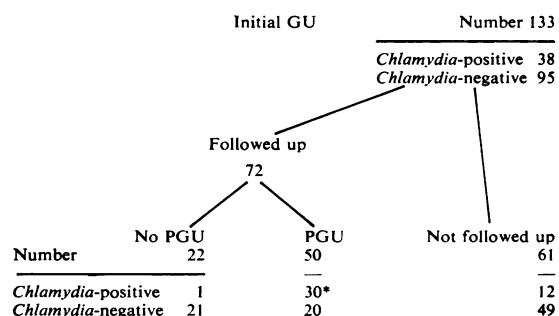 Initial GU Number 133
Chlamydia-positive 38
Chlamydia-negative 95
Followed up
72
No PGU PGU Not followed up
Number 22 50 61
Chlamydia-positive 1 30* 12
Chlamydia-negative 21 20 49